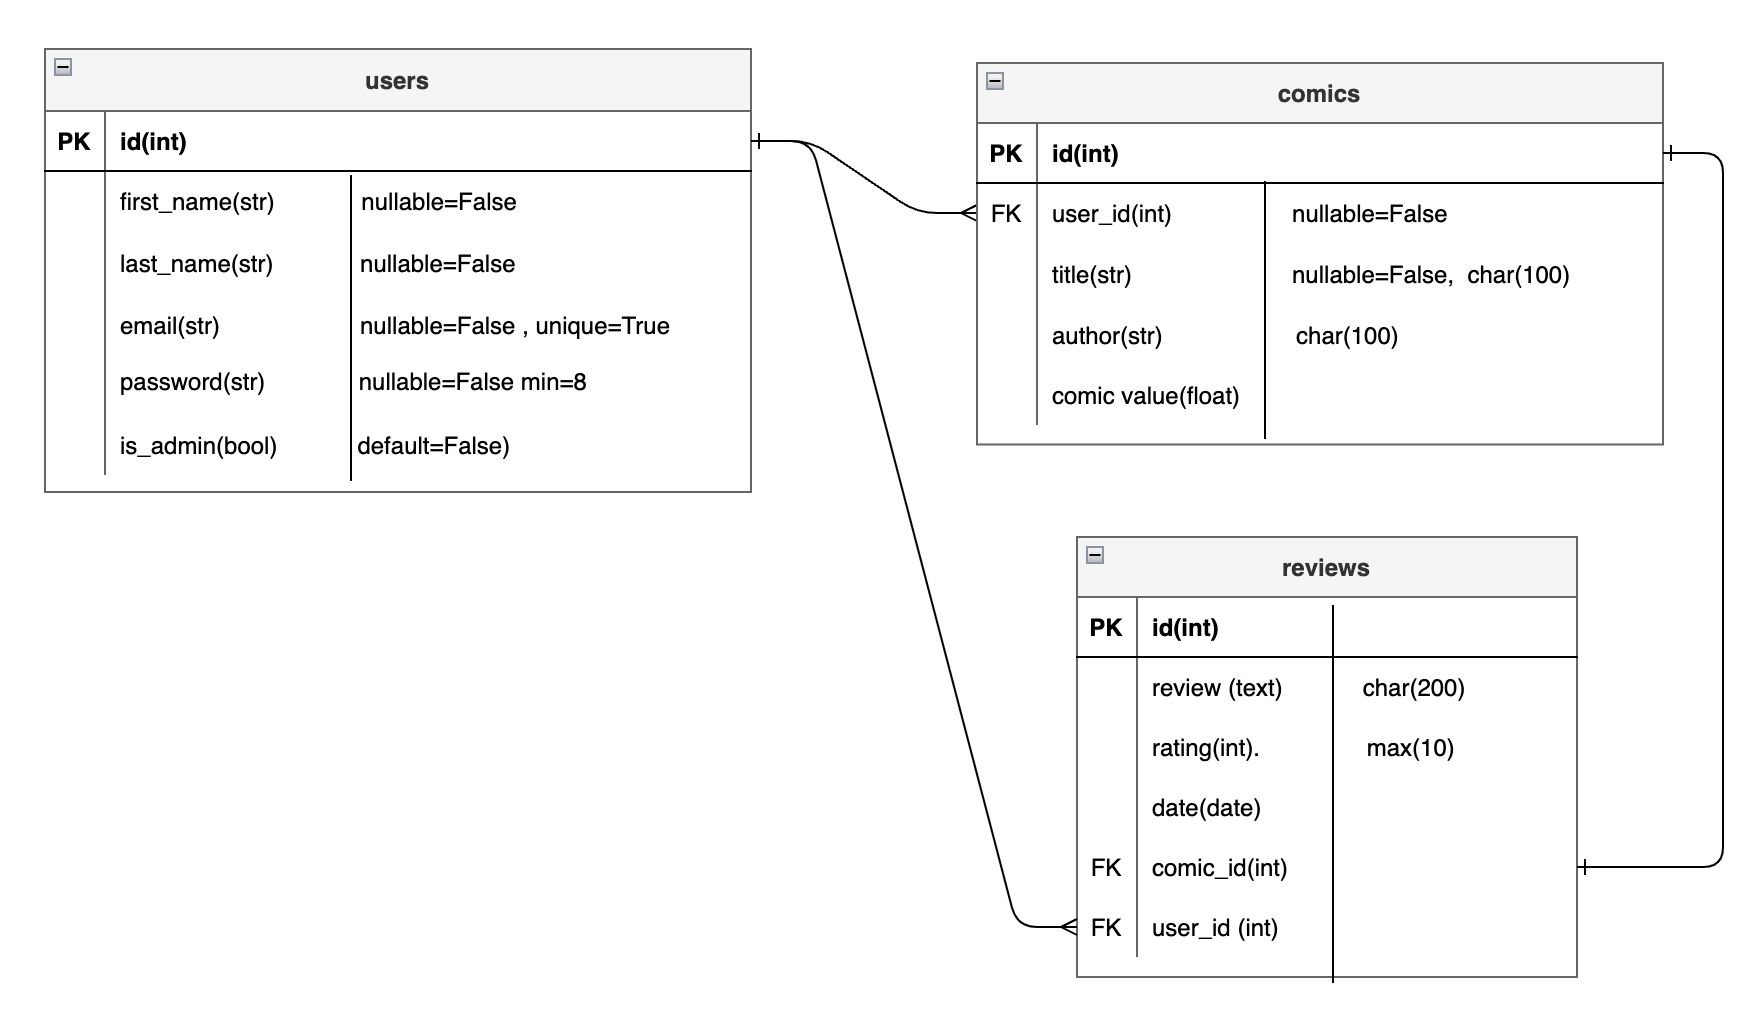 users
PK id(int)
first_name(str) nullable=False
last_name(str) nullable=False
email(str) nullable=False , unique=True
password(str) nullable=False min=8
is_admin(bool) default=False)
comics
PK id(int)
FK user_id(int) nullable=False
title(str) nullable=False, char(100)
author(str) char(100)
comic value(float)
reviews
PK id(int)
review (text) char(200)
rating(int). max(10)
date(date)
FK comic_id(int)
FK user_id (int)